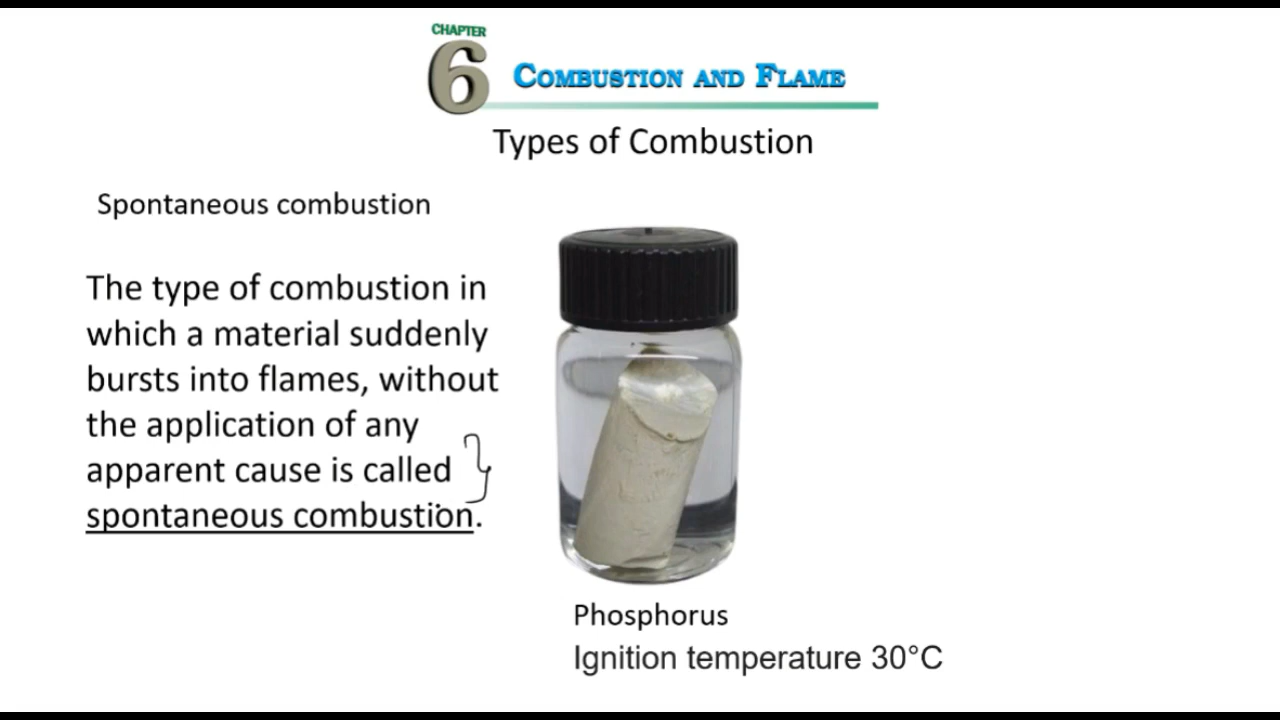 CHAPTER
6 COMBUSTION AND FLAME
Types of Combustion
Spontaneous combustion
The type of combustion in
which a material suddenly
bursts into flames, without
the application of any
apparent cause is called
spontaneous combustion.
Phosphorus
Ignition temperature 30°C